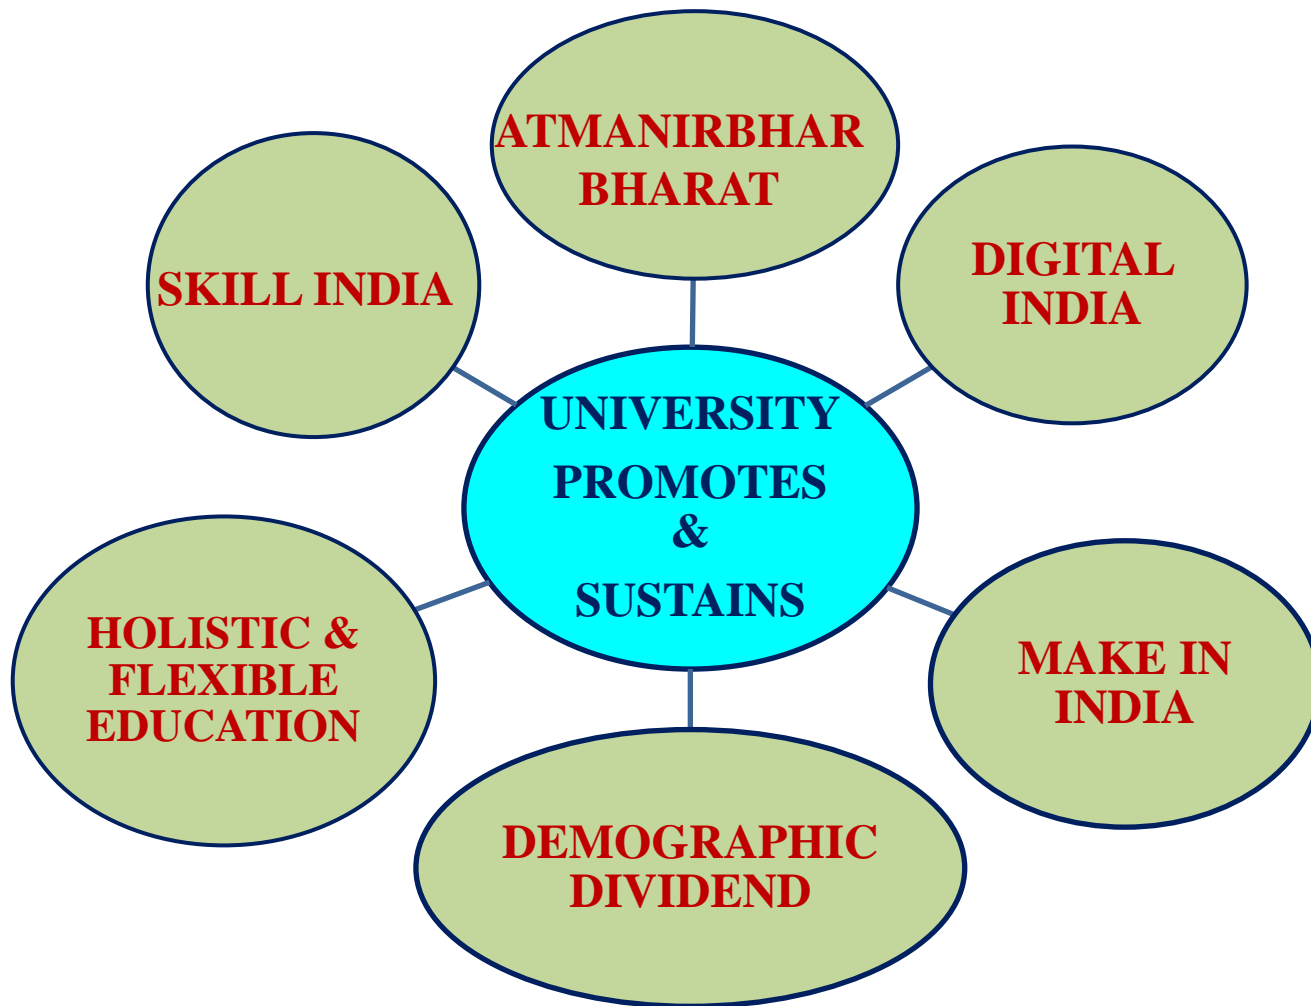 ATMANIRBHAR
BHARAT
SKILL INDIA
DIGITAL
INDIA
UNIVERSITY
PROMOTES
&
SUSTAINS
HOLISTIC &
FLEXIBLE
EDUCATION
MAKE IN
INDIA
DEMOGRAPHIC
DIVIDEND